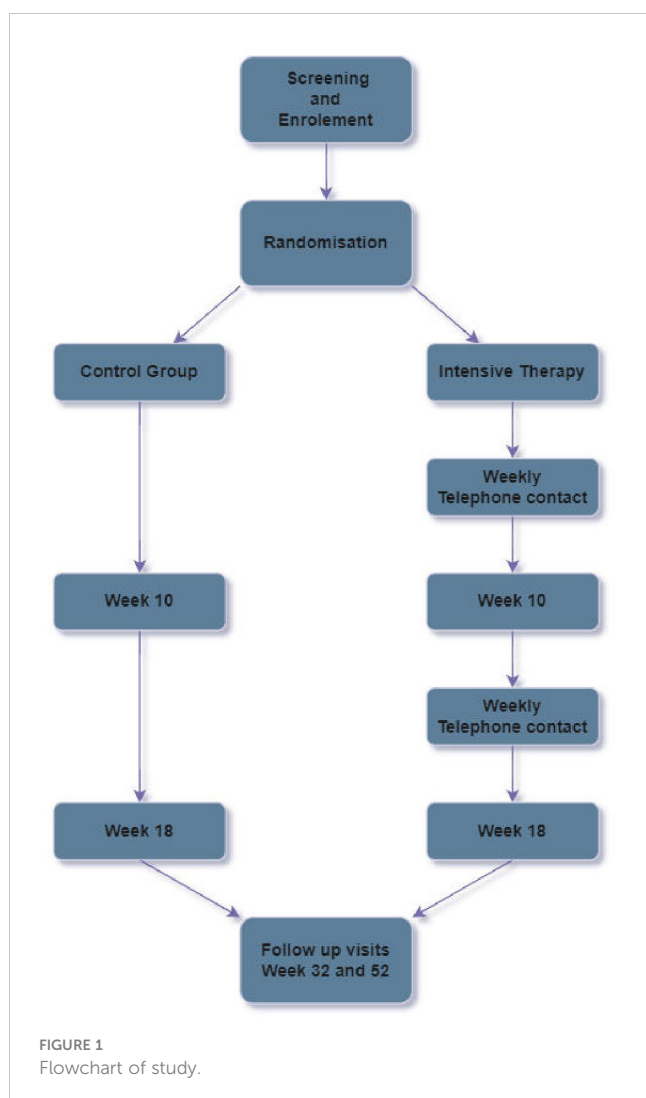 Screening
and
Enrolement
Randomisation
Control Group
Intensive Therapy
Weekly
Telephone contact
Week 10
Week 10
Weekly
Telephone contact
Week 18
Week 18
Follow up visits
Week 32 and 52
FIGURE 1
Flowchart of study.